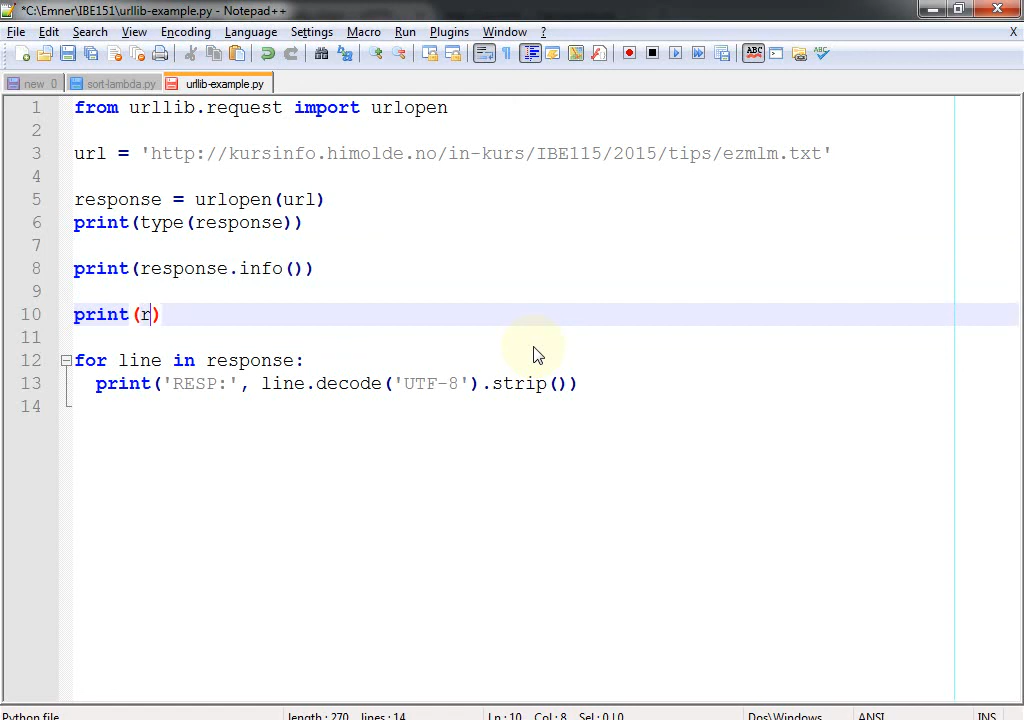 *C:\Emner\IBE151\urllib-example.py - Notepad++
File Edit Search View Encoding Language Settings Macro Run Plugins Window ? X
new 0 sort-lambda.py urllib-example.py
1 from urllib.request import urlopen
2
3 url = 'http://kursinfo.himolde.no/in-kurs/IBE115/2015/tips/ezmlm.txt'
4
5 response = urlopen(url)
6 print(type(response))
7
8 print(response.info())
9
10 print(r)
11
12 for line in response:
13 print('RESP:', line.decode('UTF-8').strip())
14
Python file length : 270 lines : 14 Ln : 10 Col : 8 Sel : 0 | 0 Dos\Windows ANSI INS